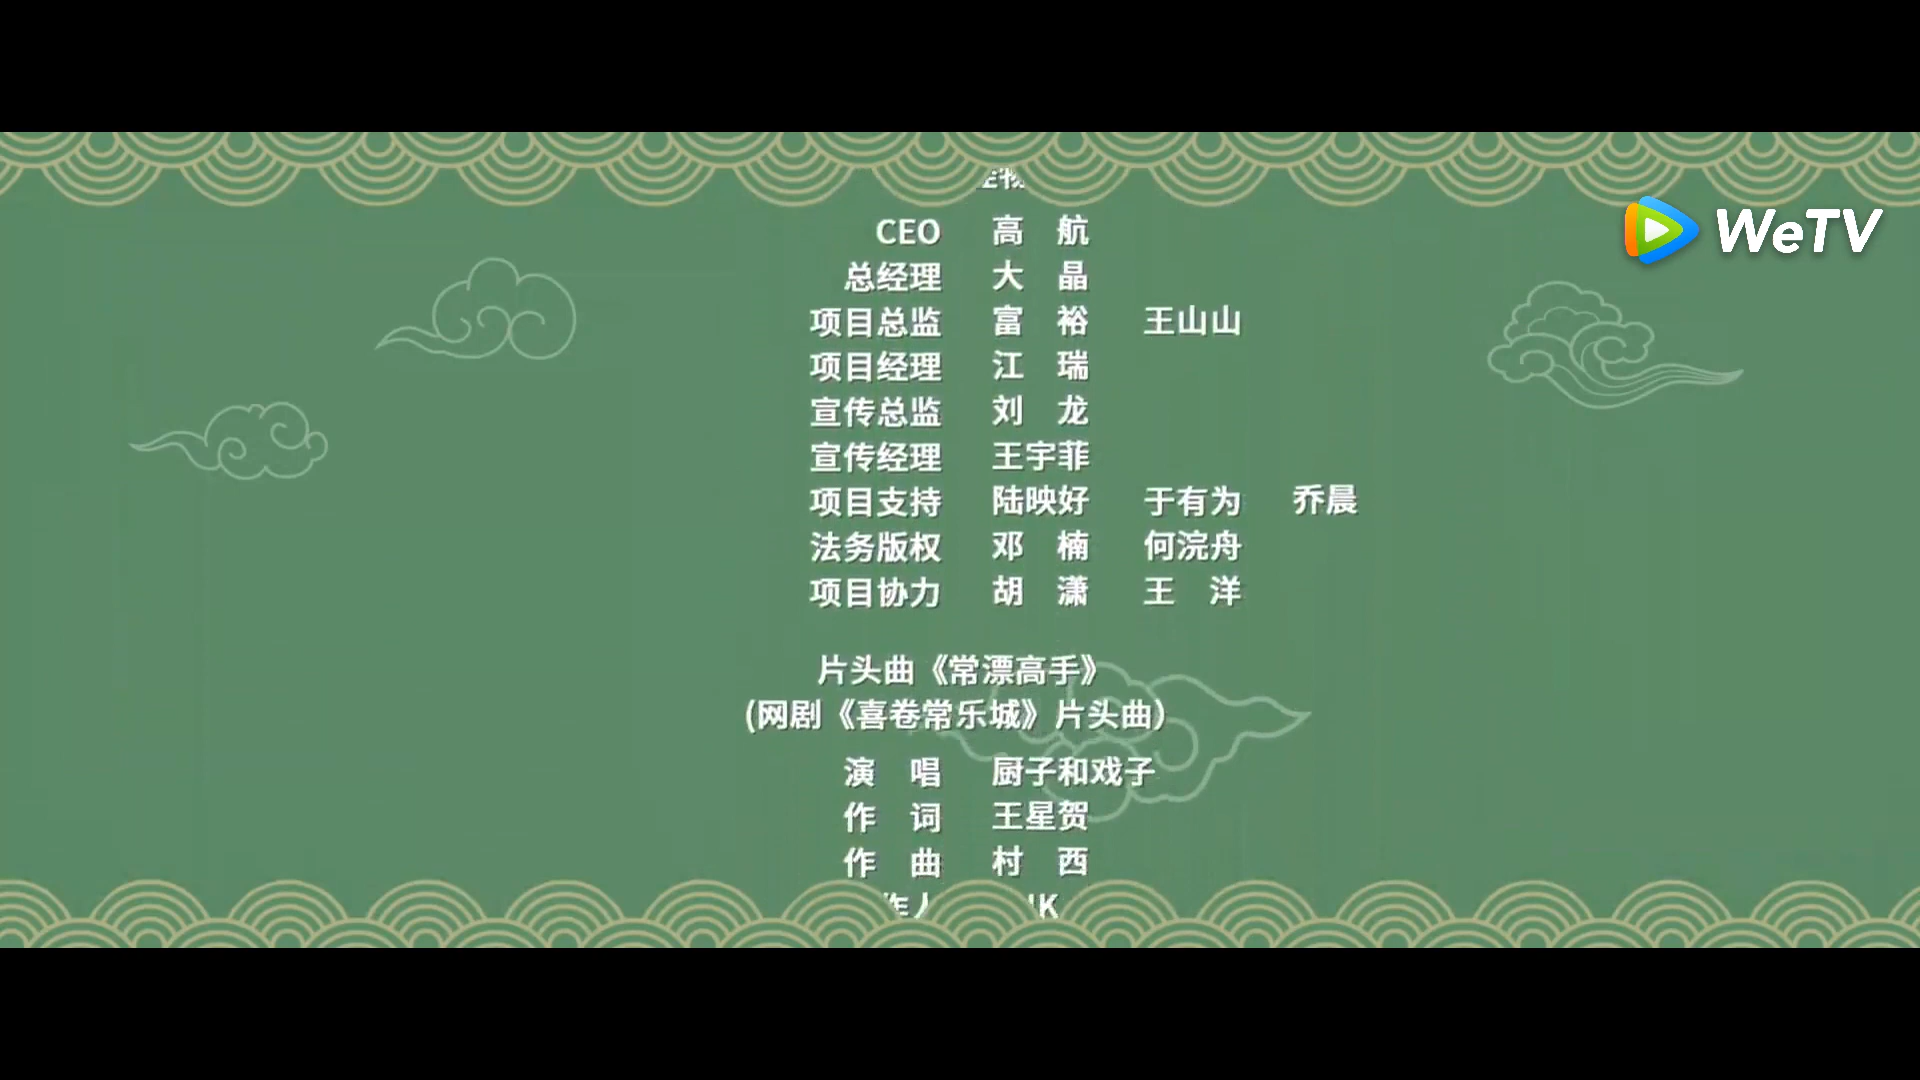 WeTV
CEO 高 航
总经理 大 晶
项目总监 富 裕 王山山
项目经理 江 瑞
宣传总监 刘 龙
宣传经理 王宇菲
项目支持 陆映好 于有为 乔晨
法务版权 邓 楠 何浣舟
项目协力 胡 潇 王 洋
片头曲《常漂高手》
(网剧《喜卷常乐城》片头曲)
演 唱 厨子和戏子
作 词 王星贺
作 曲 村 西